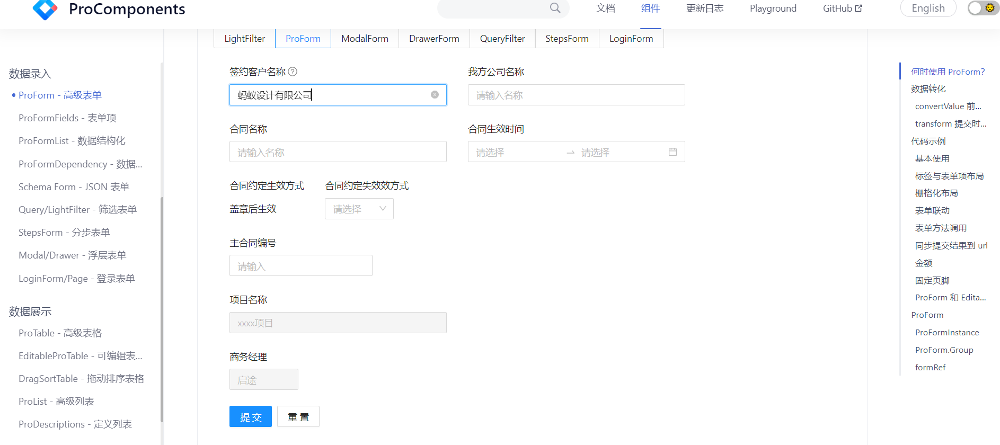 ProComponents
文档
组件
更新日志
Playground
GitHub
English
数据录入
ProForm - 高级表单
ProFormFields - 表单项
ProFormList - 数据结构化
ProFormDependency - 数据...
Schema Form - JSON 表单
Query/LightFilter - 筛选表单
StepsForm - 分步表单
Modal/Drawer - 浮层表单
LoginForm/Page - 登录表单
数据展示
ProTable - 高级表格
EditableProTable - 可编辑表...
DragSortTable - 拖动排序表格
ProList - 高级列表
ProDescriptions - 定义列表
LightFilter
ProForm
ModalForm
DrawerForm
QueryFilter
StepsForm
LoginForm
签约客户名称
我方公司名称
蚂蚁设计有限公司
请输入名称
合同名称
合同生效时间
请输入名称
请选择 → 请选择
合同约定生效方式
合同约定失效效方式
盖章后生效
请选择
主合同编号
请输入
项目名称
xxxx项目
商务经理
启途
提 交
重 置
何时使用 ProForm？
数据转化
convertValue 前...
transform 提交时...
代码示例
基本使用
标签与表单项布局
栅格化布局
表单联动
表单方法调用
同步提交结果到 url
金额
固定页脚
ProForm 和 Edita...
ProForm
ProFormInstance
ProForm.Group
formRef